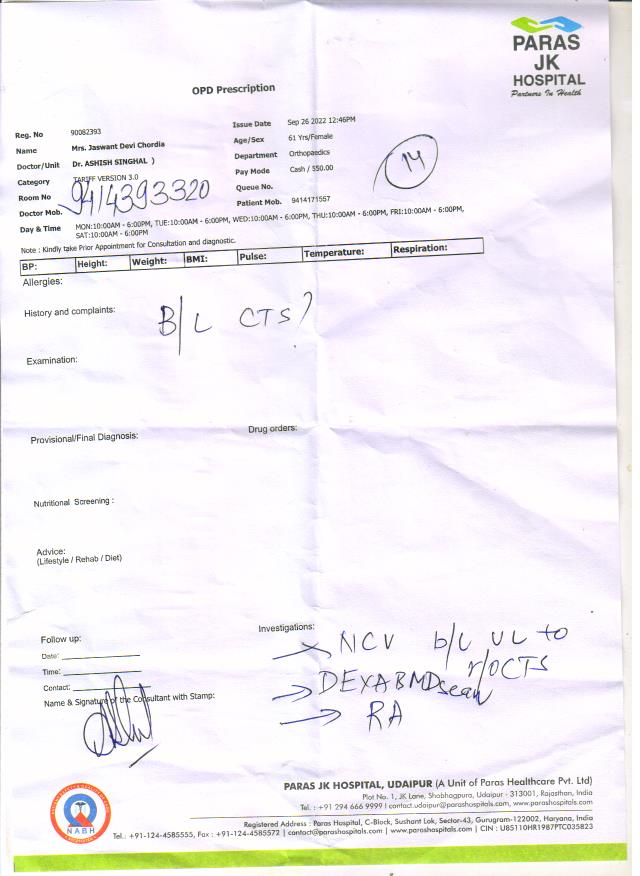 PARAS
JK
HOSPITAL
Partners In Health
OPD Prescription
Reg. No 90082393
Issue Date Sep 26 2022 12:46PM
Name Mrs. Jaswant Devi Chordia
Age/Sex 61 Yrs/Female
Doctor/Unit Dr. ASHISH SINGHAL )
Department Orthopaedics
Category TARIFF VERSION 3.0
Pay Mode Cash / 550.00
14
Room No
Queue No.
9414393320
Doctor Mob.
Patient Mob. 9414171557
Day & Time MON:10:00AM - 6:00PM, TUE:10:00AM - 6:00PM, WED:10:00AM - 6:00PM, THU:10:00AM - 6:00PM, FRI:10:00AM - 6:00PM,
SAT:10:00AM - 6:00PM
Note : Kindly take Prior Appointment for Consultation and diagnostic.
BP: Height: Weight: BMI: Pulse: Temperature: Respiration:
Allergies:
History and complaints: B/L CTS?
Examination:
Provisional/Final Diagnosis: Drug orders:
Nutritional Screening :
Advice:
(Lifestyle / Rehab / Diet)
Follow up:
Investigations:
NCV b/L UL to
r/o CTS
Date:
Time:
DEXA BMD scan
Contact:
Name & Signature of the Consultant with Stamp:
RA
PARAS JK HOSPITAL, UDAIPUR (A Unit of Paras Healthcare Pvt. Ltd)
Plot No. 1, JK Lane, Shobhagpura, Udaipur - 313001, Rajasthan, India
Tel. : +91 294 666 9999 | contact.udaipur@parashospitals.com, www.parashospitals.com
NABH
Registered Address : Paras Hospital, C-Block, Sushant Lok, Sector-43, Gurugram-122002, Haryana, India
Tel.: +91-124-4585555, Fax : +91-124-4585572 | contact@parashospitals.com | www.parashospitals.com | CIN : U85110HR1987PTC035823